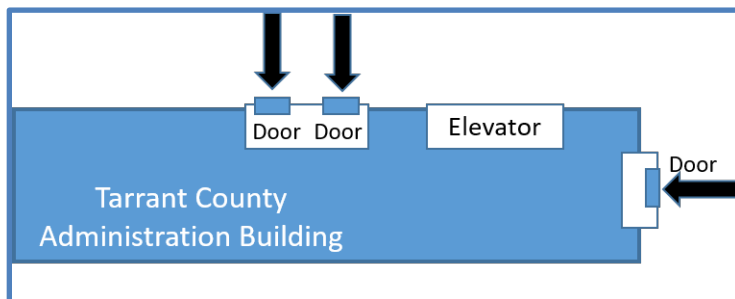 Door Door
Elevator
Door
Tarrant County
Administration Building